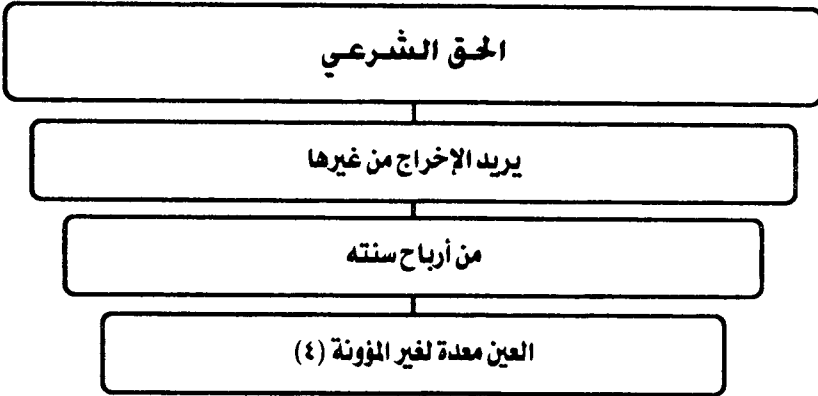 الحق الشرعي
يريد الإخراج من غيرها
من أرباح سنته
العين معدة لغير المؤونة (٤)